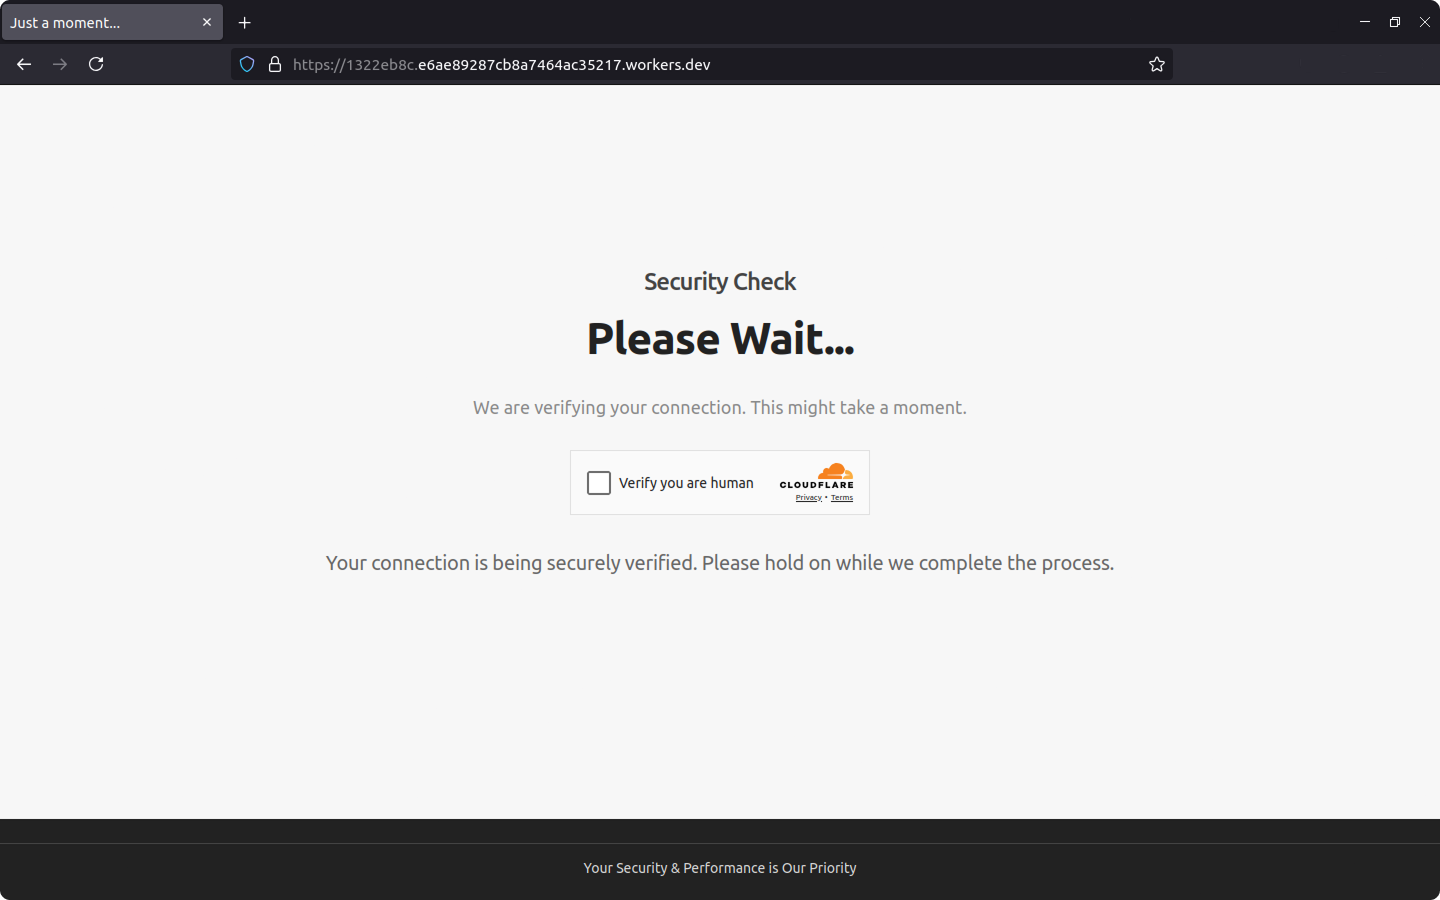 Just a moment...
https://1322eb8c.e6ae89287cb8a7464ac35217.workers.dev
Security Check
Please Wait...
We are verifying your connection. This might take a moment.
Verify you are human
CLOUDFLARE
Privacy • Terms
Your connection is being securely verified. Please hold on while we complete the process.
Your Security & Performance is Our Priority